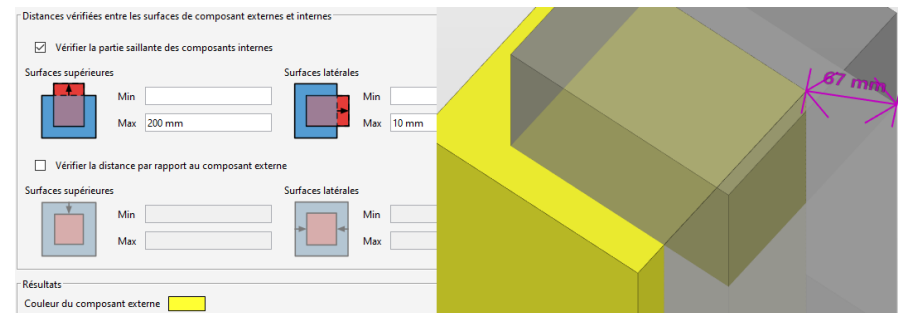 Distances vérifiées entre les surfaces de composant externes et internes
Vérifier la partie saillante des composants internes
Surfaces supérieures
Surfaces latérales
Min
Min
Max 200 mm
Max 10 mm
Vérifier la distance par rapport au composant externe
Surfaces supérieures
Surfaces latérales
Min
Min
Max
Max
Résultats
Couleur du composant externe
67 mm